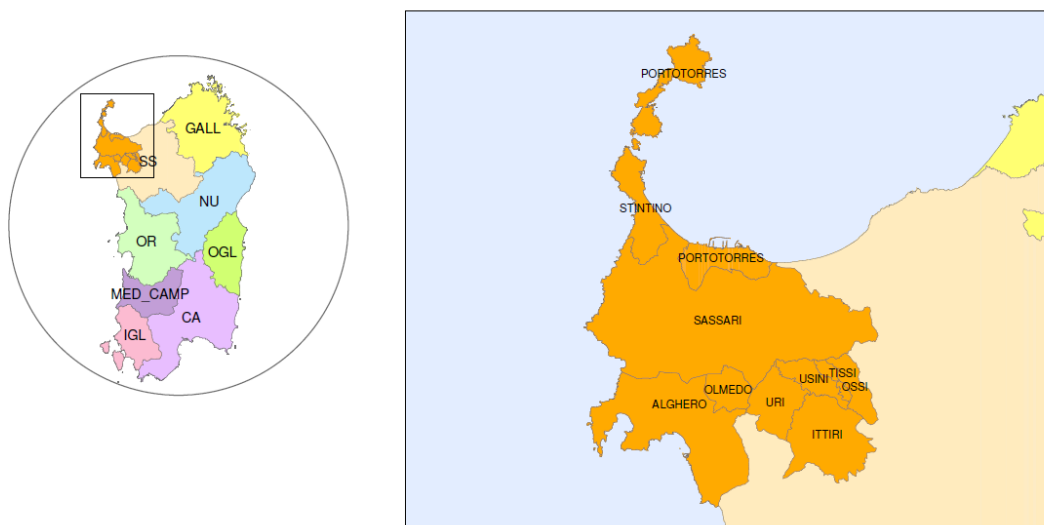 GALL
SS
NU
OR
OGL
MED_CAMP
CA
IGL
PORTOTORRES
STINTINO
PORTOTORRES
SASSARI
TISSI
USINI
OSSI
OLMEDO
ALGHERO
URI
ITTIRI